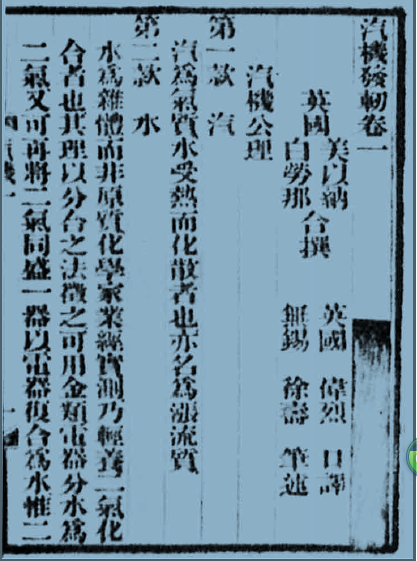 汽機發軔卷一
美以納 英國 偉烈 口譯
英國 合撰
白勞那 無錫 徐壽 筆述
汽機公理
第一款 汽
汽爲氣質水受熱而化散者也亦名爲漲流質
第二款 水
水爲雜體而非原質化學家業經實測乃輕養二氣化
合者也其理以分合之法徵之可用金類電器分水爲
二氣又可再將二氣同盛一器以電器復合爲水惟二